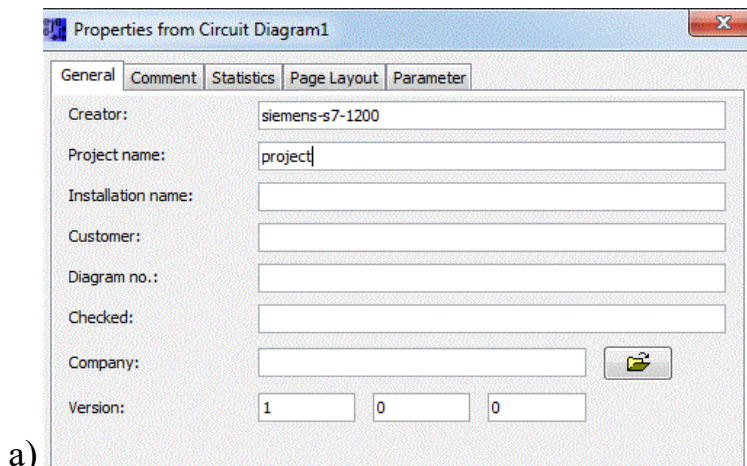 Properties from Circuit Diagram1
General Comment Statistics Page Layout Parameter
Creator: siemens-s7-1200
Project name: project
Installation name:
Customer:
Diagram no.:
Checked:
Company:
Version: 1 0 0
a)